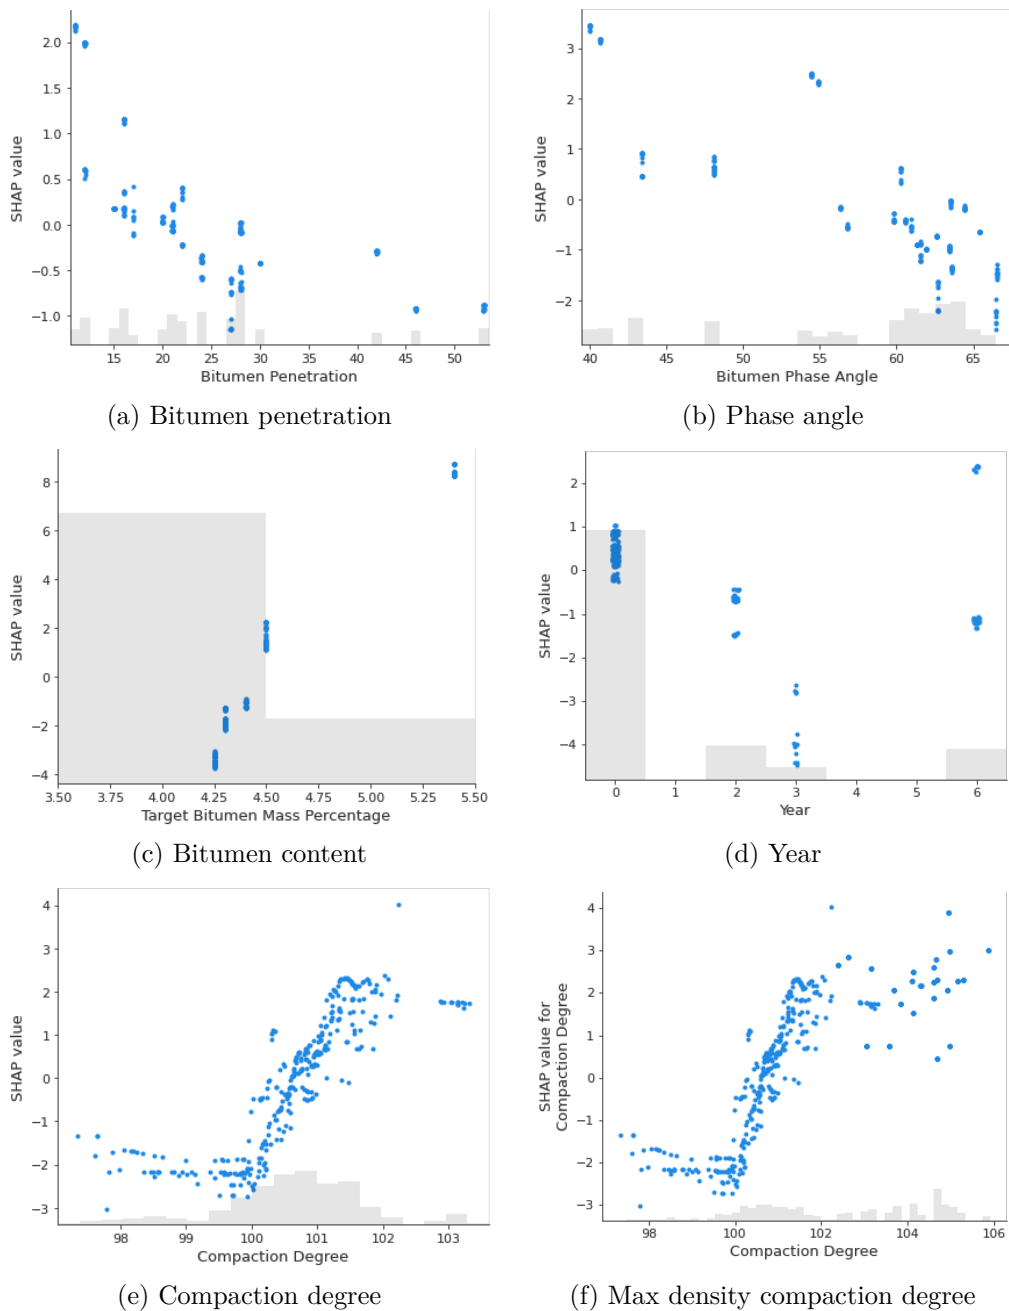 2.0
1.5
1.0
0.5
0.0
−0.5
−1.0
SHAP value
15 20 25 30 35 40 45 50
Bitumen Penetration
(a) Bitumen penetration
3
2
1
0
−1
−2
SHAP value
40 45 50 55 60 65
Bitumen Phase Angle
(b) Phase angle
8
6
4
2
0
−2
−4
SHAP value
3.50 3.75 4.00 4.25 4.50 4.75 5.00 5.25 5.50
Target Bitumen Mass Percentage
(c) Bitumen content
2
1
0
−1
−2
−3
−4
SHAP value
0 1 2 3 4 5 6
Year
(d) Year
4
3
2
1
0
−1
−2
−3
SHAP value
98 99 100 101 102 103
Compaction Degree
(e) Compaction degree
4
3
2
1
0
−1
−2
−3
SHAP value for
Compaction Degree
98 100 102 104 106
Compaction Degree
(f) Max density compaction degree